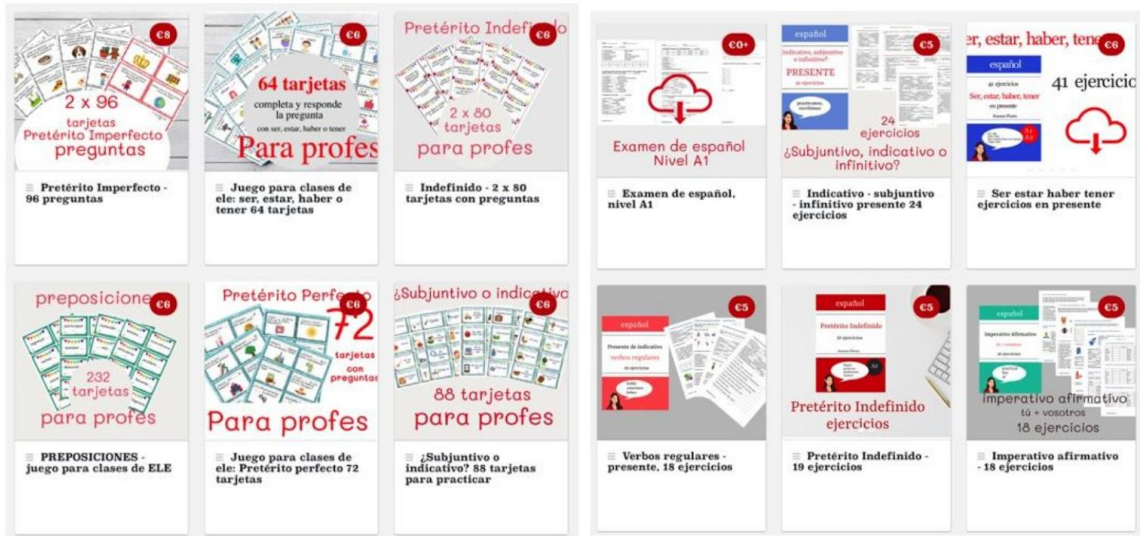 €8
2 x 96
tarjetas
Pretérito Imperfecto
preguntas
Pretérito Imperfecto -
96 preguntas
€6
64 tarjetas
completa y responde
la pregunta
con ser, estar, haber o tener
Para profes
Juego para clases de
ele: ser, estar, haber o
tener 64 tarjetas
Pretérito Indefi o
€6
2 x 80
tarjetas
para profes
Indefinido - 2 x 80
tarjetas con preguntas
€0+
Examen de español
Nivel A1
Examen de español,
nivel A1
español
€5
Indicativo, subjuntivo
o infinitivo?
PRESENTE
24
ejercicios
¿Subjuntivo, indicativo o
infinitivo?
Indicativo - subjuntivo
- infinitivo presente 24
ejercicios
er, estar, haber, tene
€6
español
41 ejercicios
41 ejercicio
Ser, estar, haber, tener
en presente
Ser estar haber tener
ejercicios en presente
preposicione
€6
232
tarjetas
para profes
PREPOSICIONES -
juego para clases de ELE
Pretérito Perfecto
€6
72
tarjetas
con
preguntas
Para profes
Juego para clases de
ele: Pretérito perfecto 72
tarjetas
¿Subjuntivo o indicativo
€6
88 tarjetas
para profes
¿Subjuntivo o
indicativo? 88 tarjetas
para practicar
€5
español
Presente de indicativo
verbos regulares
Verbos regulares -
presente, 18 ejercicios
español
€5
Pretérito Indefinido
Pretérito Indefinido
ejercicios
Pretérito Indefinido -
19 ejercicios
€5
español
Imperativo Afirmativo
imperativo afirmativo
tú + vosotros
18 ejercicios
Imperativo afirmativo
- 18 ejercicios